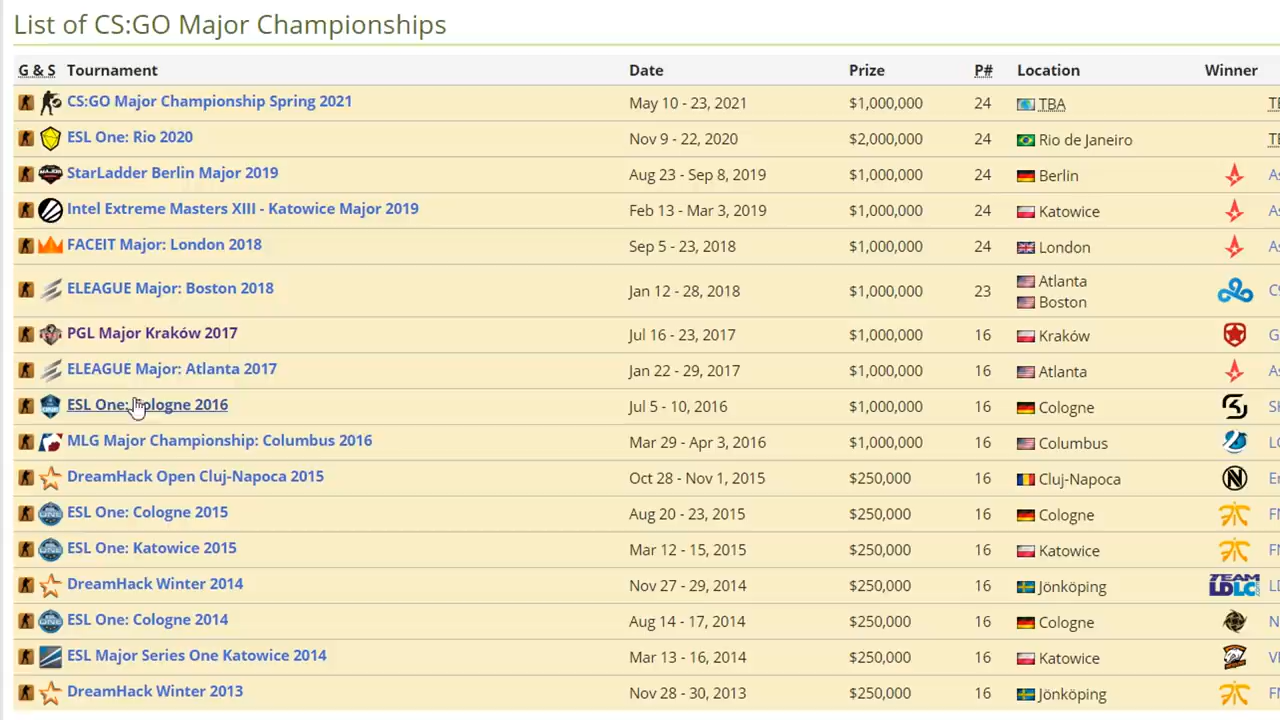 List of CS:GO Major Championships
G & S Tournament Date Prize P# Location Winner
CS:GO Major Championship Spring 2021 May 10 - 23, 2021 $1,000,000 24 TBA
ESL One: Rio 2020 Nov 9 - 22, 2020 $2,000,000 24 Rio de Janeiro
StarLadder Berlin Major 2019 Aug 23 - Sep 8, 2019 $1,000,000 24 Berlin As
Intel Extreme Masters XIII - Katowice Major 2019 Feb 13 - Mar 3, 2019 $1,000,000 24 Katowice As
FACEIT Major: London 2018 Sep 5 - 23, 2018 $1,000,000 24 London As
ELEAGUE Major: Boston 2018 Jan 12 - 28, 2018 $1,000,000 23 Atlanta
Boston
PGL Major Kraków 2017 Jul 16 - 23, 2017 $1,000,000 16 Kraków G
ELEAGUE Major: Atlanta 2017 Jan 22 - 29, 2017 $1,000,000 16 Atlanta As
ESL One: Cologne 2016 Jul 5 - 10, 2016 $1,000,000 16 Cologne
MLG Major Championship: Columbus 2016 Mar 29 - Apr 3, 2016 $1,000,000 16 Columbus
DreamHack Open Cluj-Napoca 2015 Oct 28 - Nov 1, 2015 $250,000 16 Cluj-Napoca
ESL One: Cologne 2015 Aug 20 - 23, 2015 $250,000 16 Cologne
ESL One: Katowice 2015 Mar 12 - 15, 2015 $250,000 16 Katowice
DreamHack Winter 2014 Nov 27 - 29, 2014 $250,000 16 Jönköping TEAM LDLC
ESL One: Cologne 2014 Aug 14 - 17, 2014 $250,000 16 Cologne N
ESL Major Series One Katowice 2014 Mar 13 - 16, 2014 $250,000 16 Katowice
DreamHack Winter 2013 Nov 28 - 30, 2013 $250,000 16 Jönköping